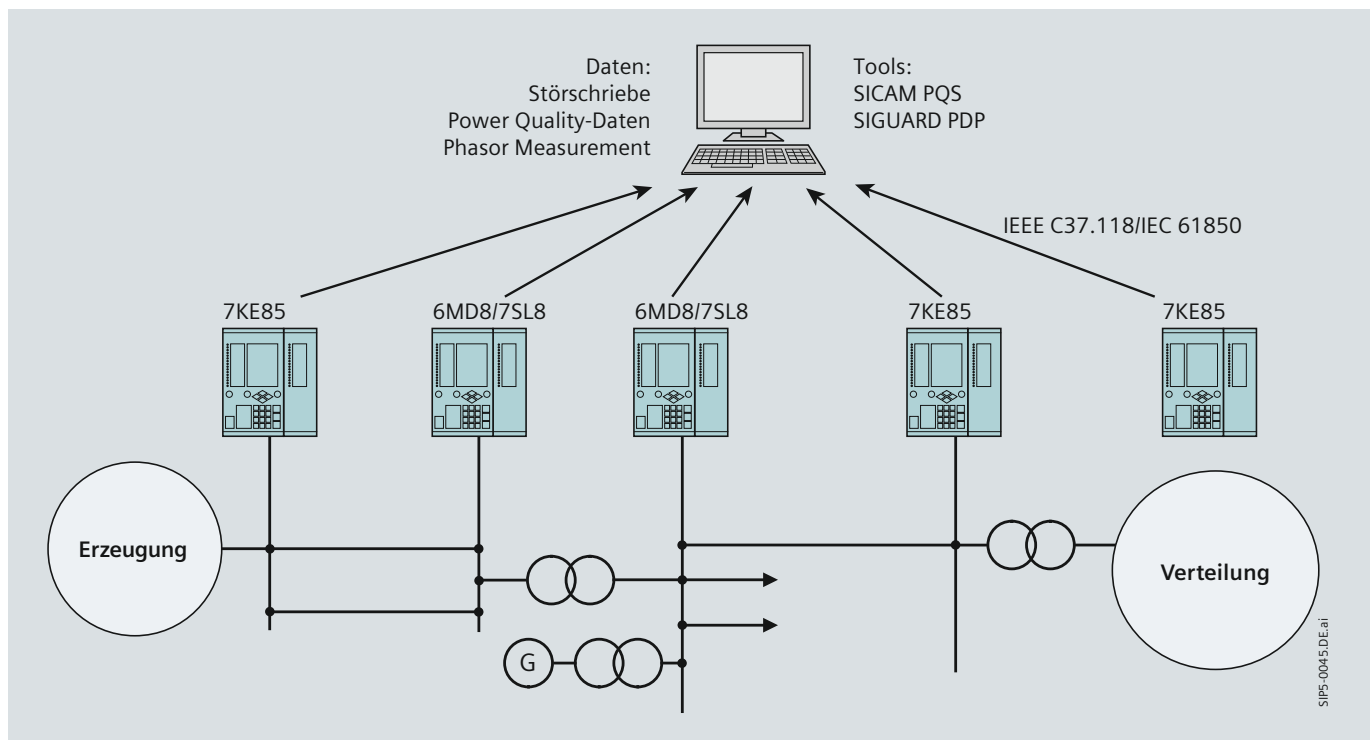 Daten:
Störschriebe
Power Quality-Daten
Phasor Measurement
Tools:
SICAM PQS
SIGUARD PDP
IEEE C37.118/IEC 61850
7KE85
6MD8/7SL8
6MD8/7SL8
7KE85
7KE85
Erzeugung
Verteilung
G
SIP5-0045.DE.ai